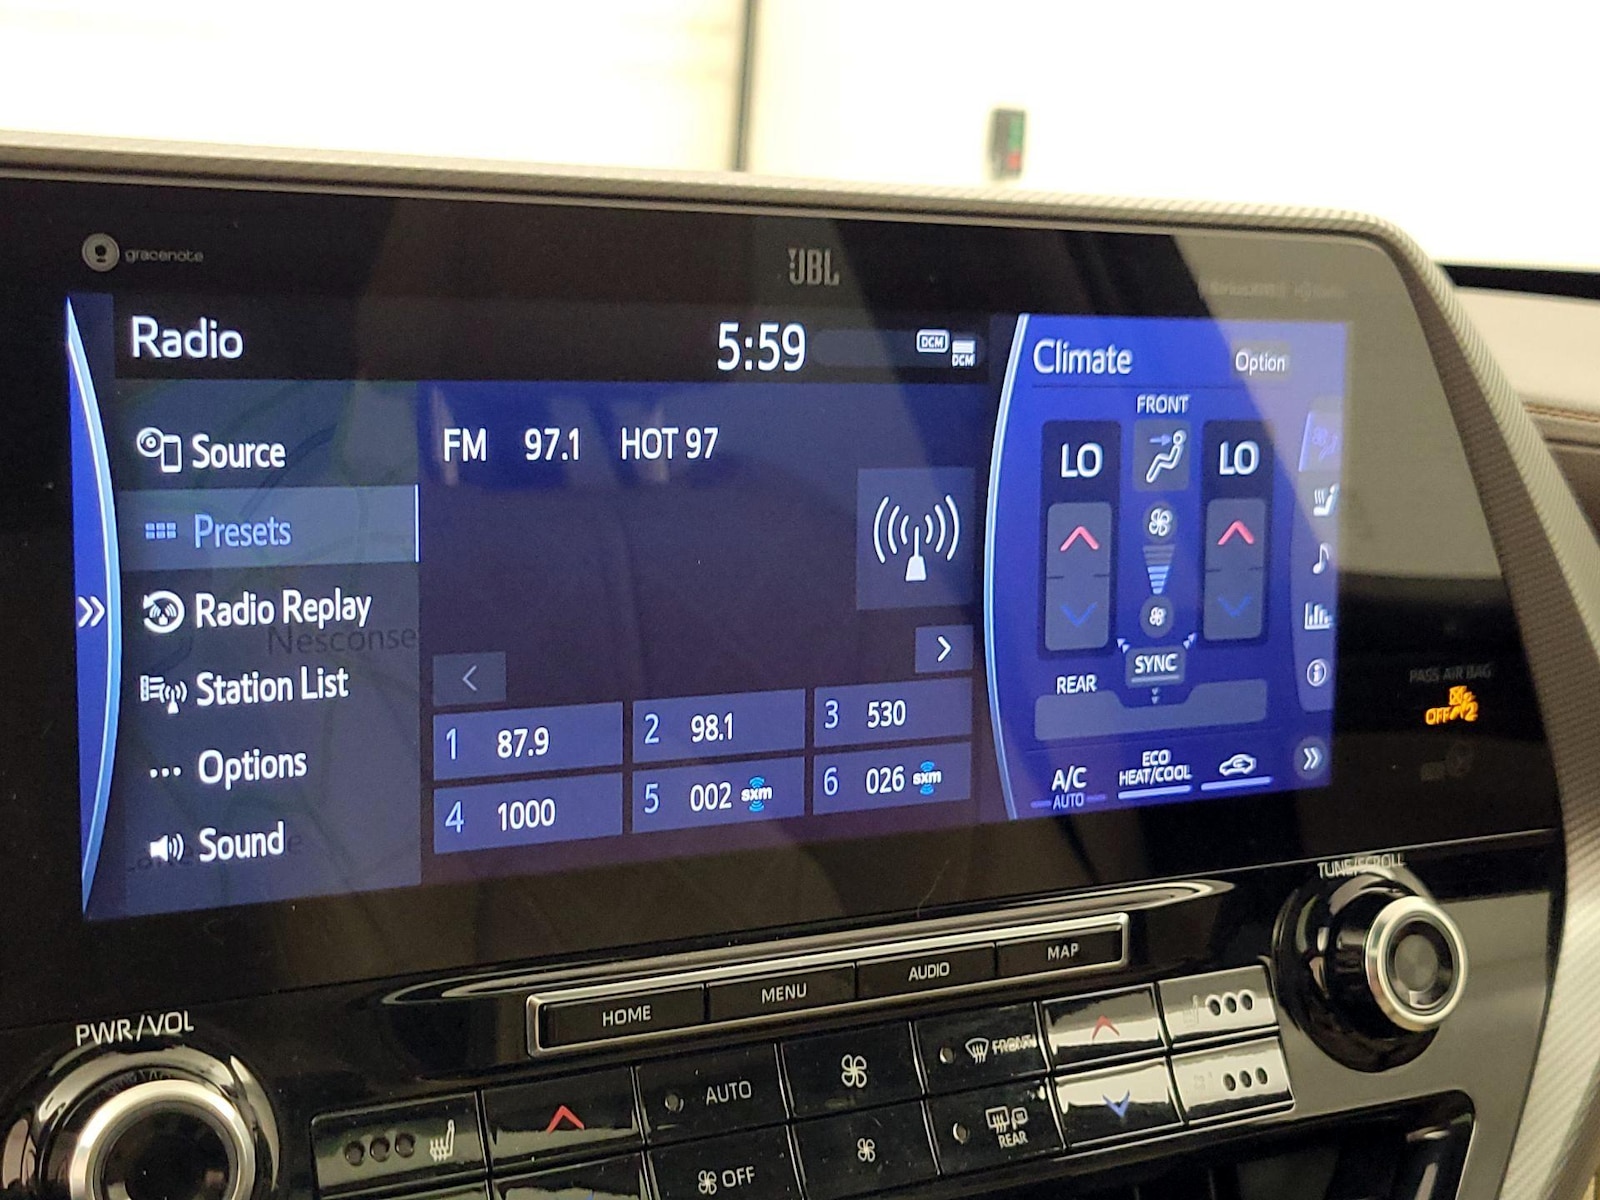 gracenote
JBL
Radio
5:59
DCM
DCM
Source
Presets
Radio Replay
Nesconse
Station List
Options
Sound
FM 97.1 HOT 97
1 87.9
2 98.1
3 530
4 1000
5 002 sxm
6 026 sxm
Climate
Option
FRONT
LO
LO
SYNC
REAR
A/C
AUTO
ECO
HEAT/COOL
PASS AIR BAG
OFF 2
PWR/VOL
TUNE/SCROLL
HOME
MENU
AUDIO
MAP
AUTO
FRONT
REAR
OFF